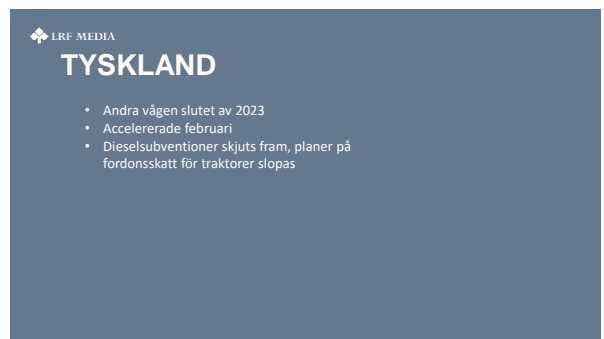 LRF MEDIA
TYSKLAND
• Andra vågen slutet av 2023
• Accelererade februari
• Dieselsubventioner skjuts fram, planer på
fordonsskatt för traktorer slopas